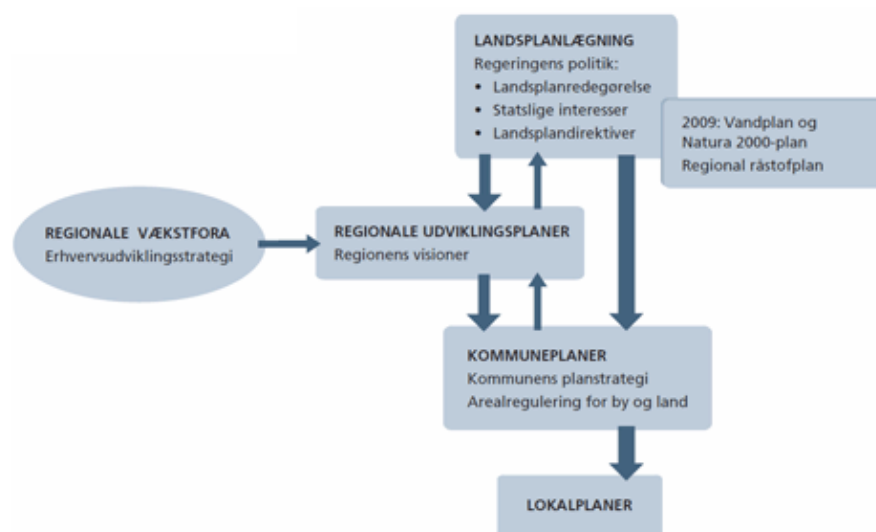 LANDSPLANLÆGNING
Regeringens politik:
• Landsplanredegørelse
• Statslige interesser
• Landsplandirektiver
2009: Vandplan og
Natura 2000-plan
Regional råstofplan
REGIONALE VÆKSTFORA
Erhvervsudviklingsstrategi
REGIONALE UDVIKLINGSPLANER
Regionens visioner
KOMMUNEPLANER
Kommunens planstrategi
Arealregulering for by og land
LOKALPLANER